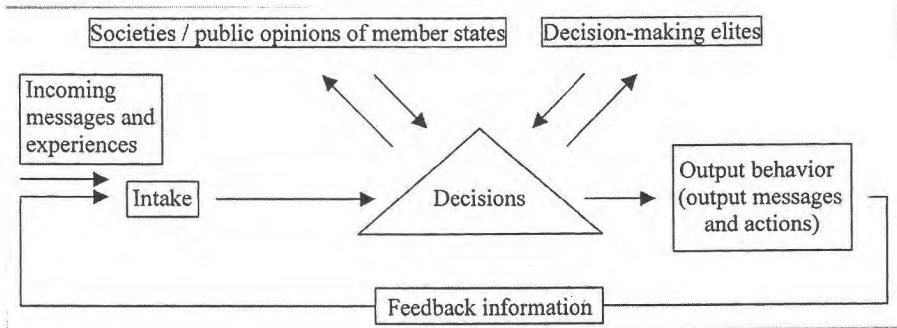 Societies / public opinions of member states
Decision-making elites
Incoming
messages and
experiences
Intake
Decisions
Output behavior
(output messages
and actions)
Feedback information